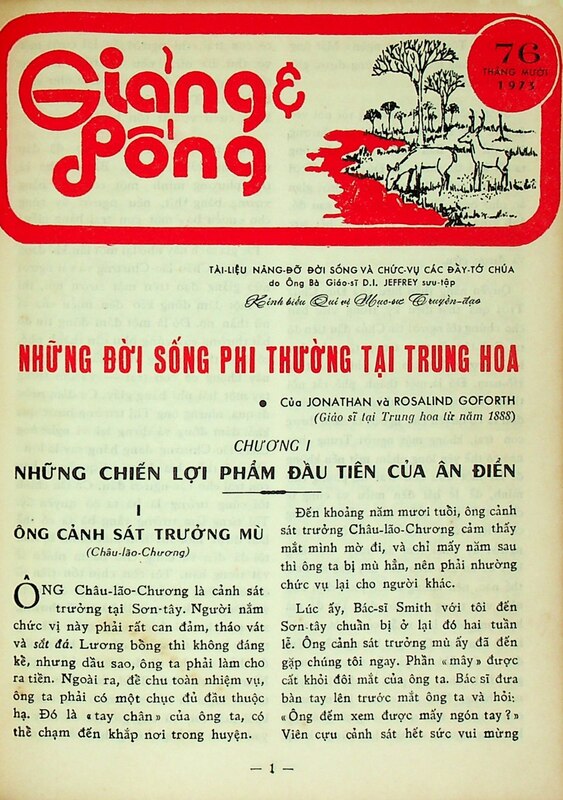 Giảng &
Sống
76
THÁNG MƯỜI
1973
TÀI-LIỆU NÂNG-ĐỠ ĐỜI SỐNG VÀ CHỨC-VỤ CÁC ĐẦY-TỚ CHÚA
do Ông Bà Giáo-sĩ D.I. JEFFREY sưu-tập
Kính biếu Quí vị Mục-sư Truyền-đạo
NHỮNG ĐỜI SỐNG PHI THƯỜNG TẠI TRUNG HOA
● Của JONATHAN và ROSALIND GOFORTH
(Giáo sĩ tại Trung hoa từ năm 1888)
CHƯƠNG I
NHỮNG CHIẾN LỢI PHẨM ĐẦU TIÊN CỦA ÂN ĐIỂN
I
ÔNG CẢNH SÁT TRƯỞNG MÙ
(Châu-lão-Chương)
ÔNG Châu-lão-Chương là cảnh sát
trưởng tại Sơn-tây. Người nắm
chức vị này phải rất can đảm, tháo vát
và sắt đá. Lương bổng thì không đáng
kể, nhưng dầu sao, ông ta phải làm cho
ra tiền. Ngoài ra, để chu toàn nhiệm vụ,
ông ta phải có một chục đủ đầu thuộc
hạ. Đó là «tay chân» của ông ta, có
thể chạm đến khắp nơi trong huyện.
Đến khoảng năm mươi tuổi, ông cảnh
sát trưởng Châu-lão-Chương cảm thấy
mắt mình mờ đi, và chỉ mấy năm sau
thì ông ta bị mù hẳn, nên phải nhường
chức vụ lại cho người khác.
Lúc ấy, Bác-sĩ Smith với tôi đến
Sơn-tây chuẩn bị ở lại đó hai tuần
lễ. Ông cảnh sát trưởng mù ấy đã đến
gặp chúng tôi ngay. Phần «mây» được
cất khỏi đôi mắt của ông ta. Bác sĩ đưa
bàn tay lên trước mắt ông ta và hỏi:
«Ông đếm xem được mấy ngón tay?»
Viên cựu cảnh sát hết sức vui mừng
— 1 —